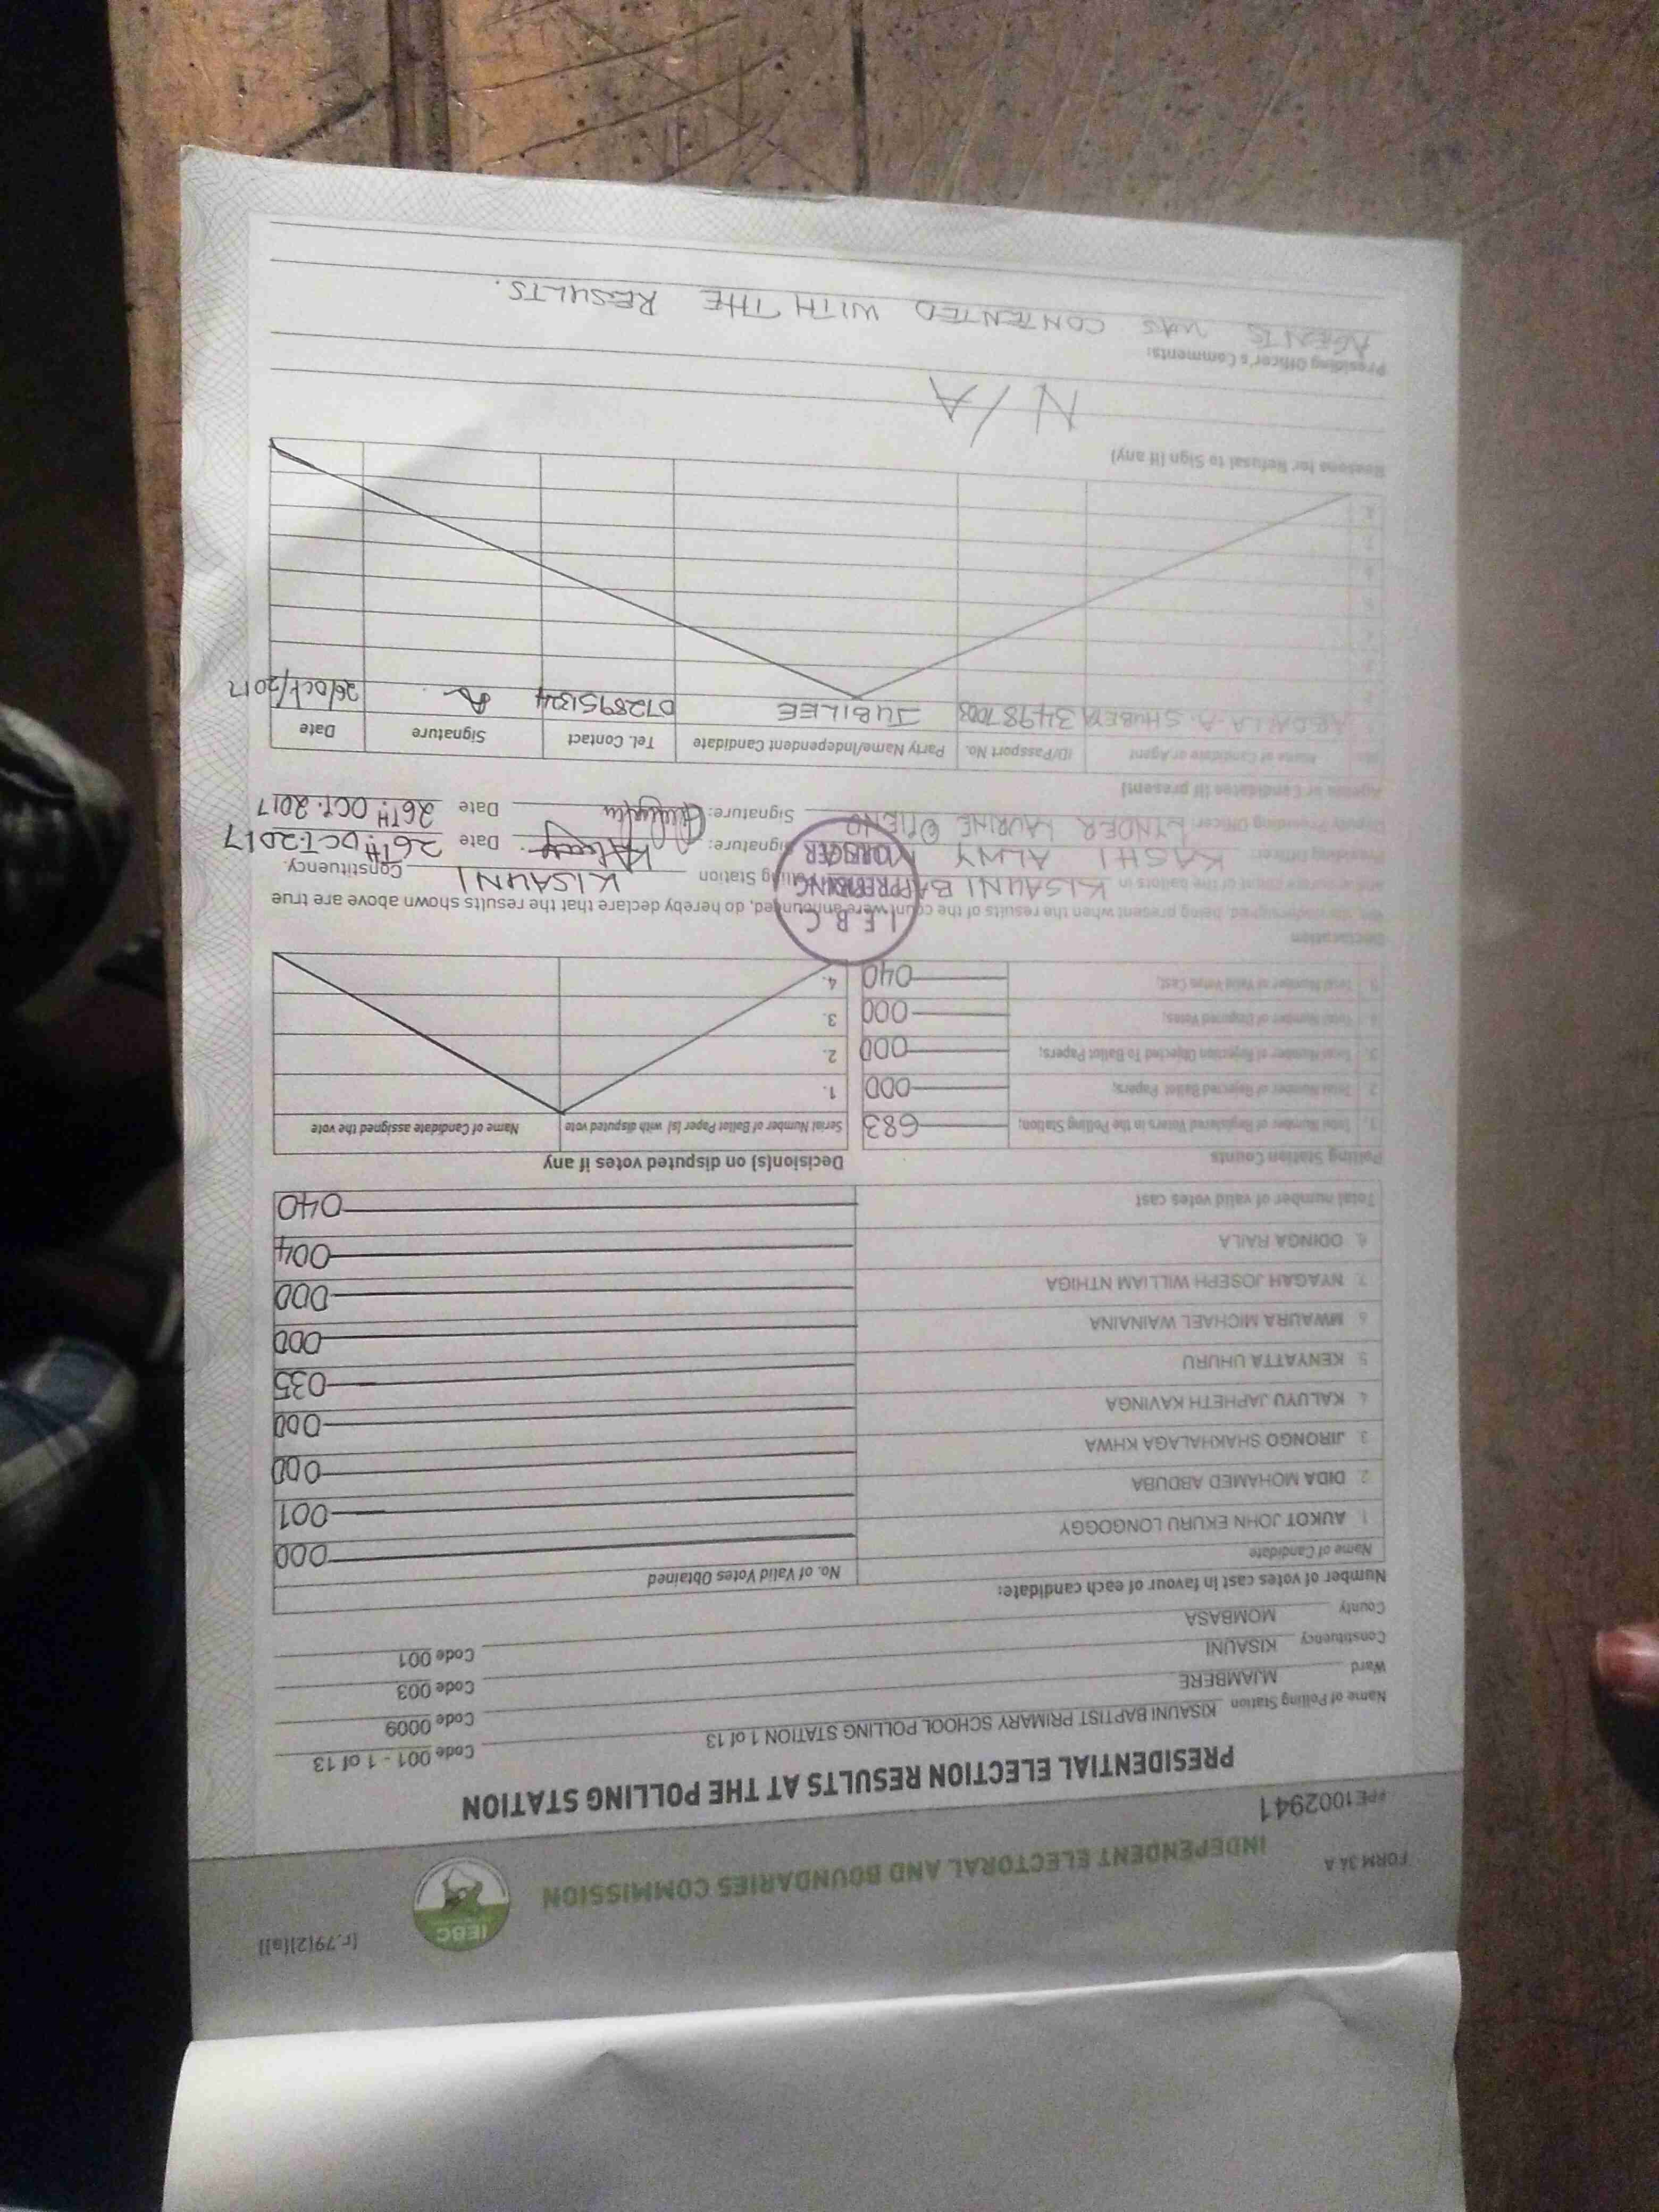 [r.79(2)(a)]
FORM 34 A
INDEPENDENT ELECTORAL AND BOUNDARIES COMMISSION
IEBC
PPE1002941
PRESIDENTIAL ELECTION RESULTS AT THE POLLING STATION
Name of Polling Station KISAUNI BAPTIST PRIMARY SCHOOL POLLING STATION 1 of 13 Code 001 - 1 of 13
Ward MJAMBERE Code 0009
Constituency KISAUNI Code 003
County MOMBASA Code 001
Number of votes cast in favour of each candidate:
Name of Candidate No. of Valid Votes Obtained
1. AUKOT JOHN EKURU LONGOGGY 000
2. DIDA MOHAMED ABDUBA 001
3. JIRONGO SHAKHALAGA KHWA 000
4. KALUYU JAPHETH KAVINGA 000
5. KENYATTA UHURU 035
6. MWAURA MICHAEL WAINAINA 000
7. NYAGAH JOSEPH WILLIAM NTHIGA 000
8. ODINGA RAILA 004
Total number of valid votes cast 040
Polling Station Counts
1. Total Number of Registered Voters in the Polling Station; 683
2. Total Number of Rejected Ballot Papers; 000
3. Total Number of Rejection Objected To Ballot Papers; 000
4. Total Number of Disputed Votes; 000
5. Total Number of Valid Votes Cast; 040
Decision(s) on disputed votes if any
Serial Number of Ballot Paper (s) with disputed vote Name of Candidate assigned the vote
1.
2.
3.
4.
Declaration
We, the undersigned, being present when the results of the count were announced, do hereby declare that the results shown above are true
and accurate count of the ballots in KISAUNI BAPTIST Polling Station KISAUNI Constituency.
I.E.B.C
PRESIDING
OFFICER
Presiding Officer: KASHI ALWY Signature: Date 26TH. OCT. 2017
Deputy Presiding Officer: LYNDER LAURINE OTIENO Signature: Date 26TH. OCT. 2017
Agents or Candidates (if present)
No. Name of Candidate or Agent ID/Passport No. Party Name/Independent Candidate Tel. Contact Signature Date
ABDALLA A. SHUBEYA 34987003 JUBILEE 0728951324 26/OCT/2017
2
3
4
5
6
7
8
Reasons for Refusal to Sign (if any)
N/A
Presiding Officer's Comments:
AGENTS WAS CONTENTED WITH THE RESULTS.